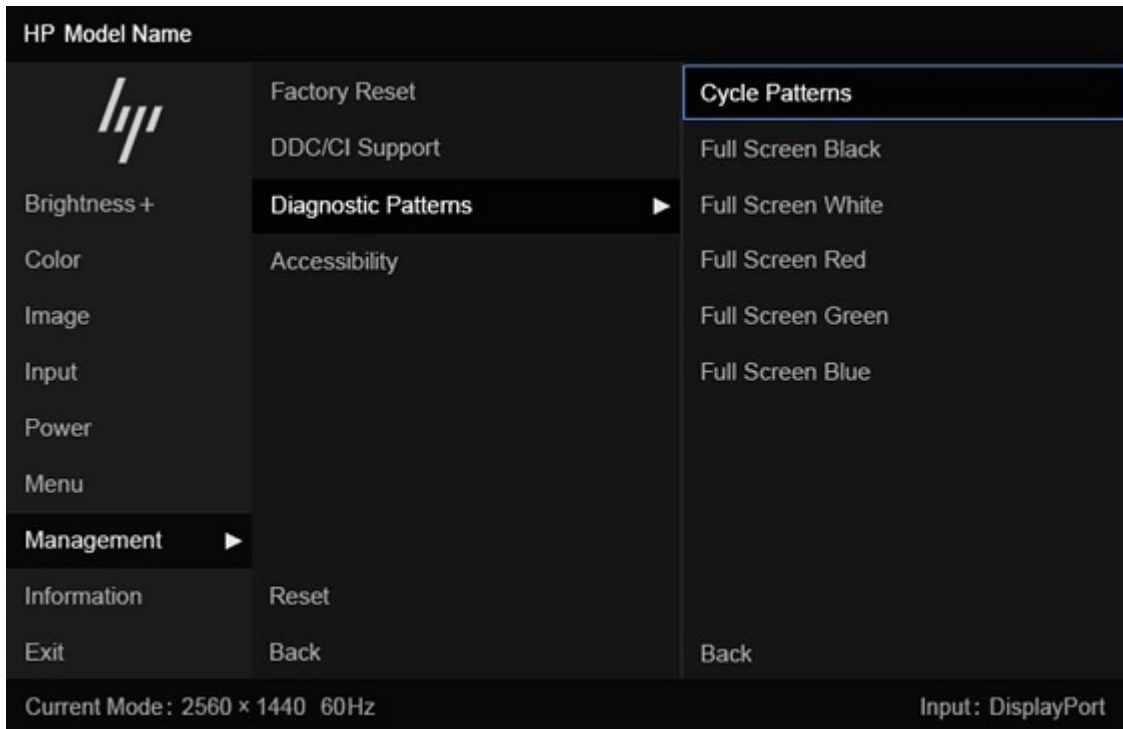 HP Model Name
hp
Brightness+
Color
Image
Input
Power
Menu
Management ▶
Information
Exit
Factory Reset
DDC/CI Support
Diagnostic Patterns ▶
Accessibility
Reset
Back
Cycle Patterns
Full Screen Black
Full Screen White
Full Screen Red
Full Screen Green
Full Screen Blue
Back
Current Mode: 2560 × 1440 60Hz
Input: DisplayPort